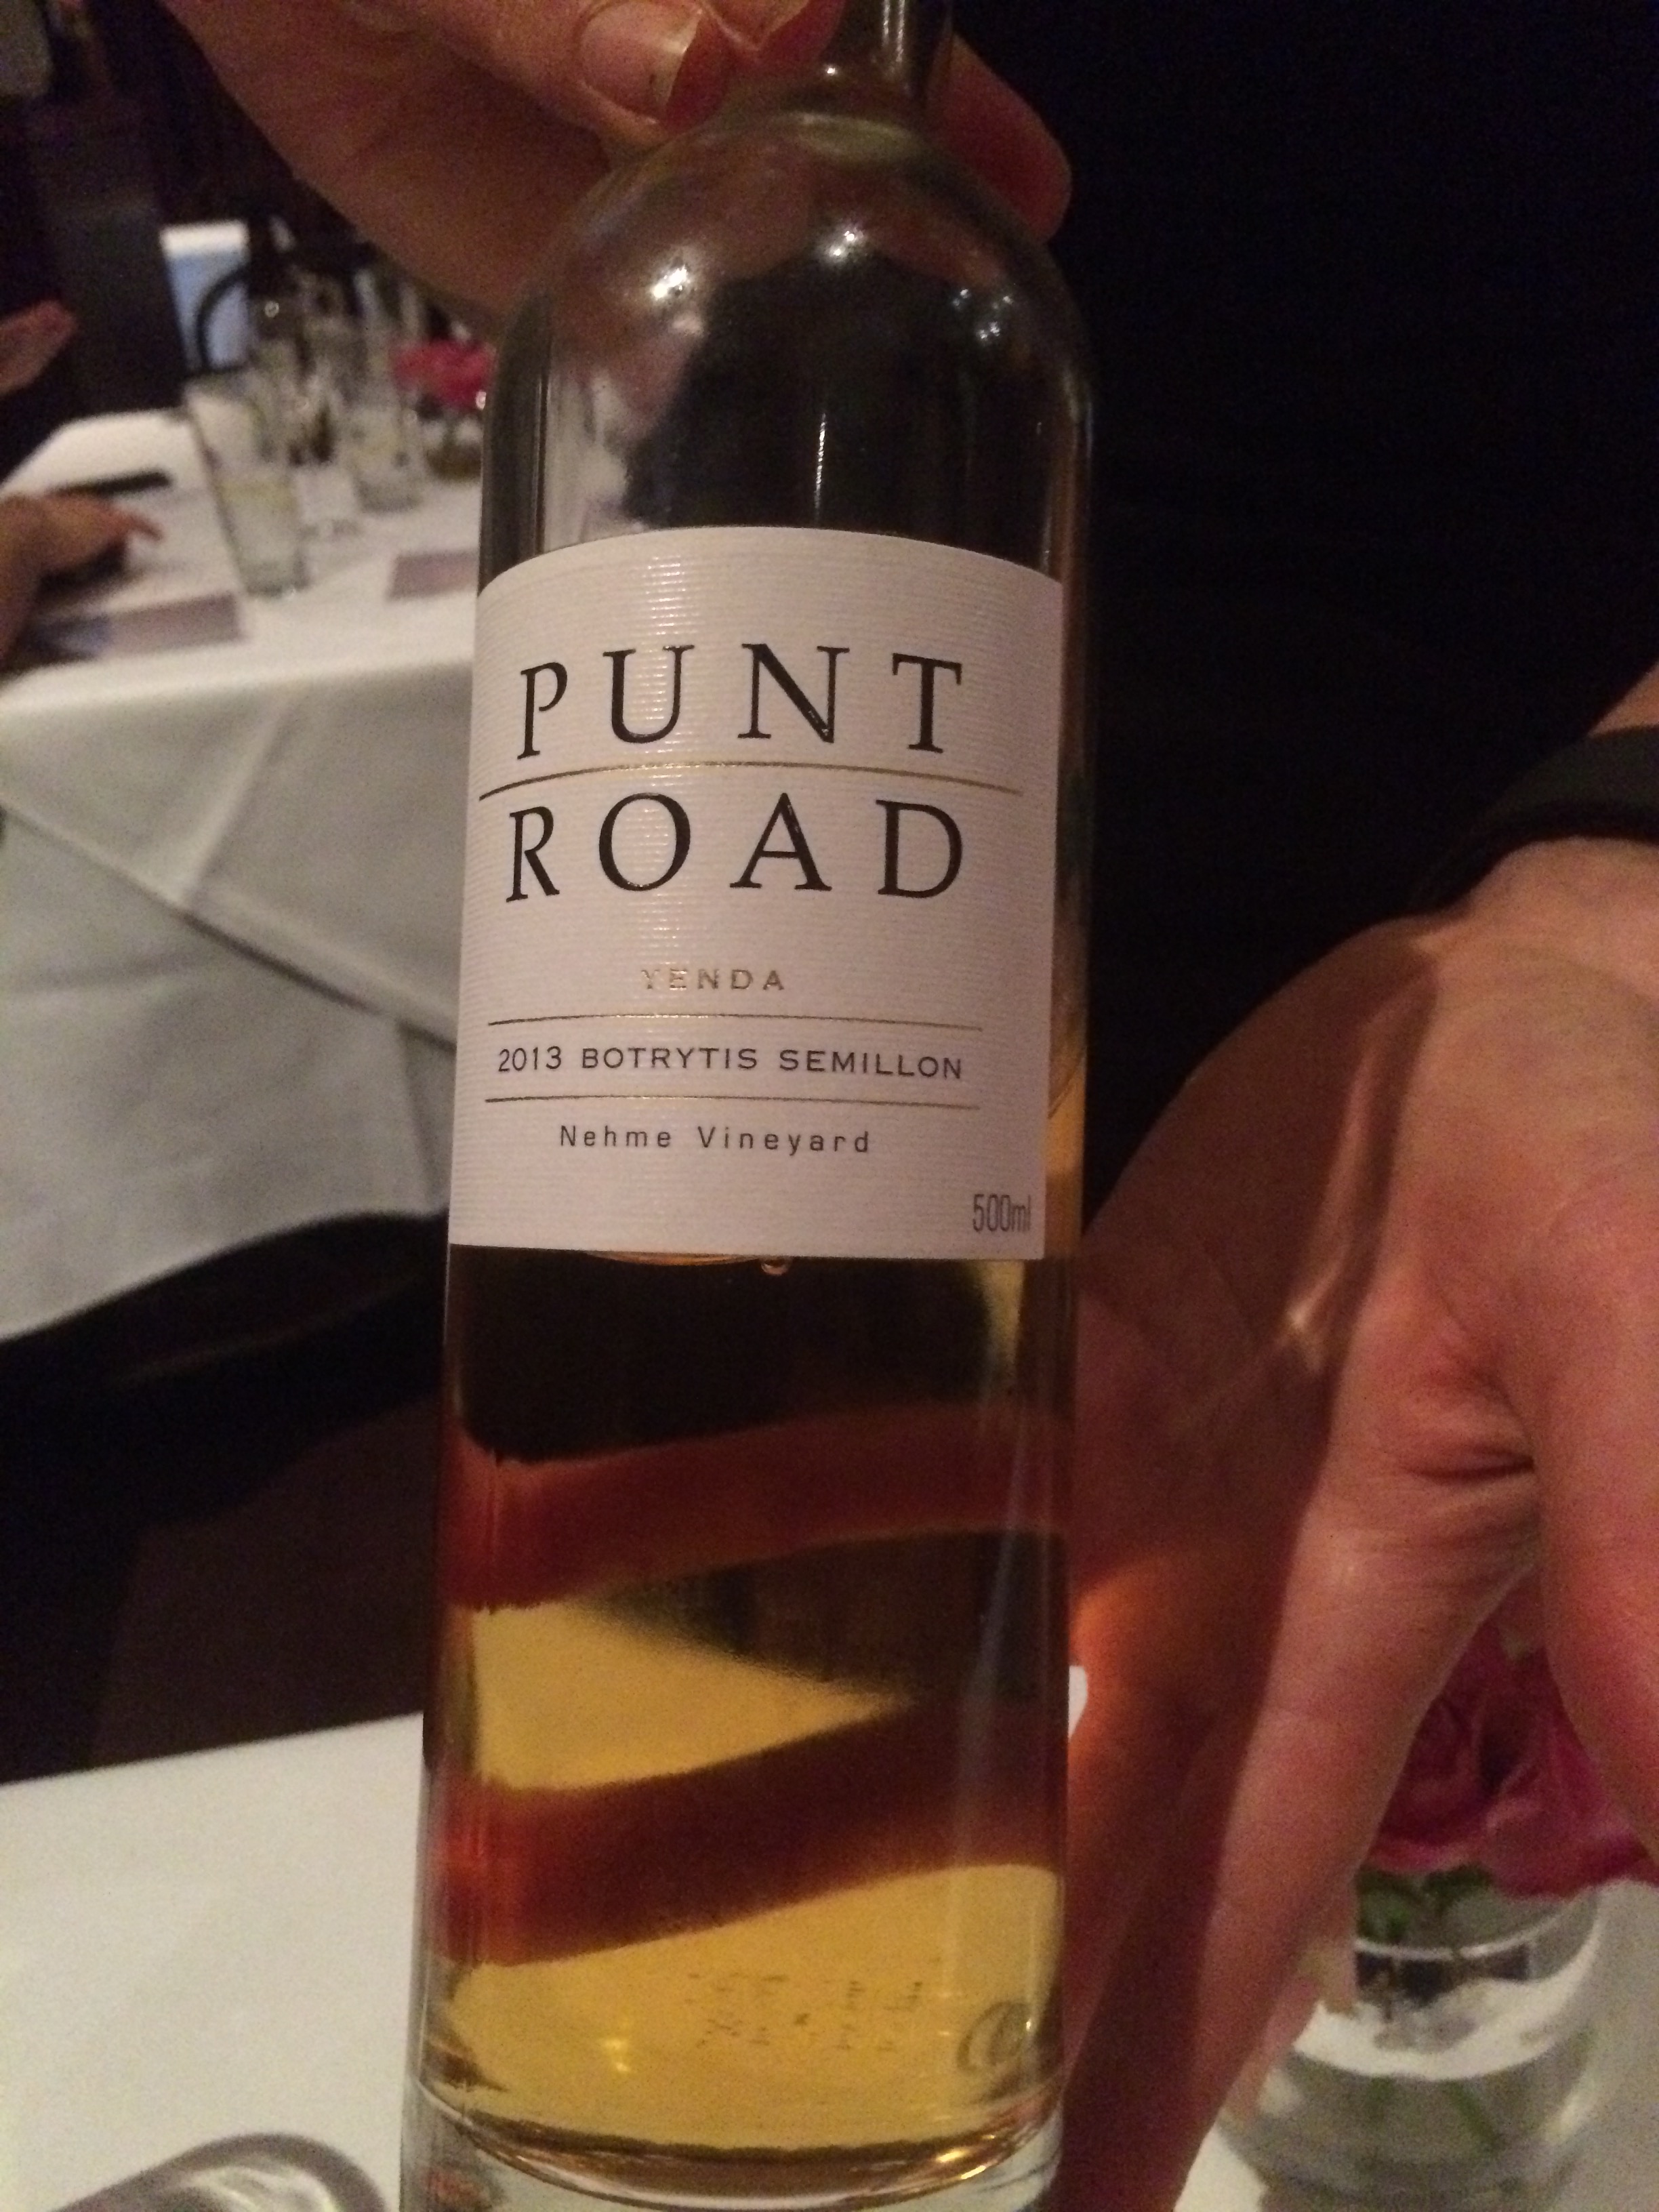 PUNT
ROAD
YENDA
2013 BOTRYTIS SEMILLON
Nehme Vineyard
500ml